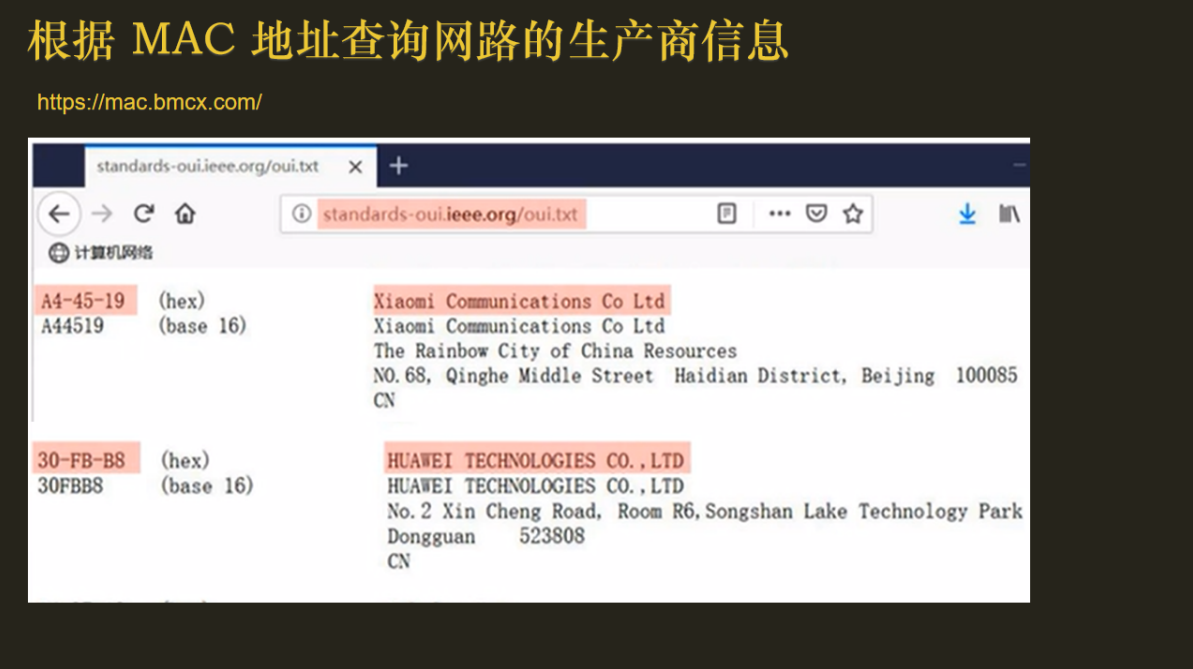 根据 MAC 地址查询网路的生产商信息
https://mac.bmcx.com/
standards-oui.ieee.org/oui.txt
standards-oui.ieee.org/oui.txt
计算机网络
A4-45-19 (hex) Xiaomi Communications Co Ltd
A44519 (base 16) Xiaomi Communications Co Ltd
The Rainbow City of China Resources
NO.68, Qinghe Middle Street Haidian District, Beijing 100085
CN
30-FB-B8 (hex) HUAWEI TECHNOLOGIES CO.,LTD
30FBB8 (base 16) HUAWEI TECHNOLOGIES CO.,LTD
No.2 Xin Cheng Road, Room R6,Songshan Lake Technology Park
Dongguan 523808
CN